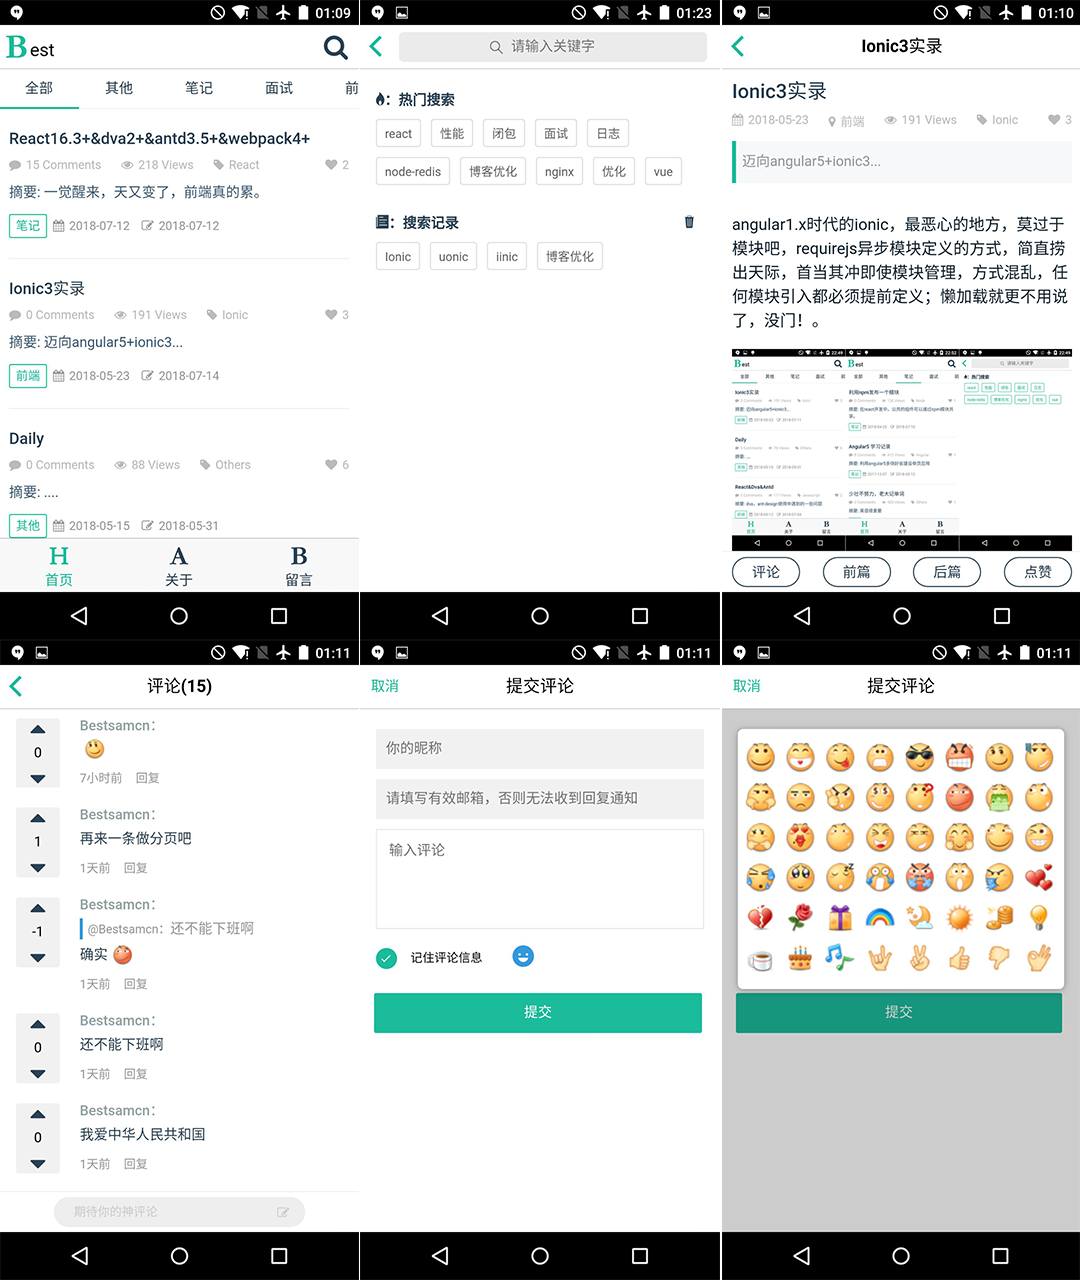 01:09
Best
全部 其他 笔记 面试 前
React16.3+&dva2+&antd3.5+&webpack4+
15 Comments 218 Views React 2
摘要: 一觉醒来，天又变了，前端真的累。
笔记 2018-07-12 2018-07-12
Ionic3实录
0 Comments 191 Views Ionic 3
摘要: 迈向angular5+ionic3...
前端 2018-05-23 2018-07-14
Daily
0 Comments 88 Views Others 6
摘要: ....
其他 2018-05-15 2018-05-31
H A B
首页 关于 留言
01:23
请输入关键字
热门搜索
react 性能 闭包 面试 日志
node-redis 博客优化 nginx 优化 vue
搜索记录
Ionic uonic iinic 博客优化
01:10
Ionic3实录
Ionic3实录
2018-05-23 前端 191 Views Ionic 3
迈向angular5+ionic3...
angular1.x时代的ionic，最恶心的地方，莫过于
模块吧，requirejs异步模块定义的方式，简直捞
出天际，首当其冲即使模块管理，方式混乱，任
何模块引入都必须提前定义；懒加载就更不用说
了，没门！。
评论 前篇 后篇 点赞
01:11
评论(15)
Bestsamcn：
0
7小时前 回复
Bestsamcn：
1 再来一条做分页吧
1天前 回复
Bestsamcn：
-1 @Bestsamcn：还不能下班啊
确实
1天前 回复
Bestsamcn：
0 还不能下班啊
1天前 回复
Bestsamcn：
0 我爱中华人民共和国
1天前 回复
期待你的神评论
01:11
取消 提交评论
你的昵称
请填写有效邮箱，否则无法收到回复通知
输入评论
记住评论信息
提交
01:11
取消 提交评论
提交